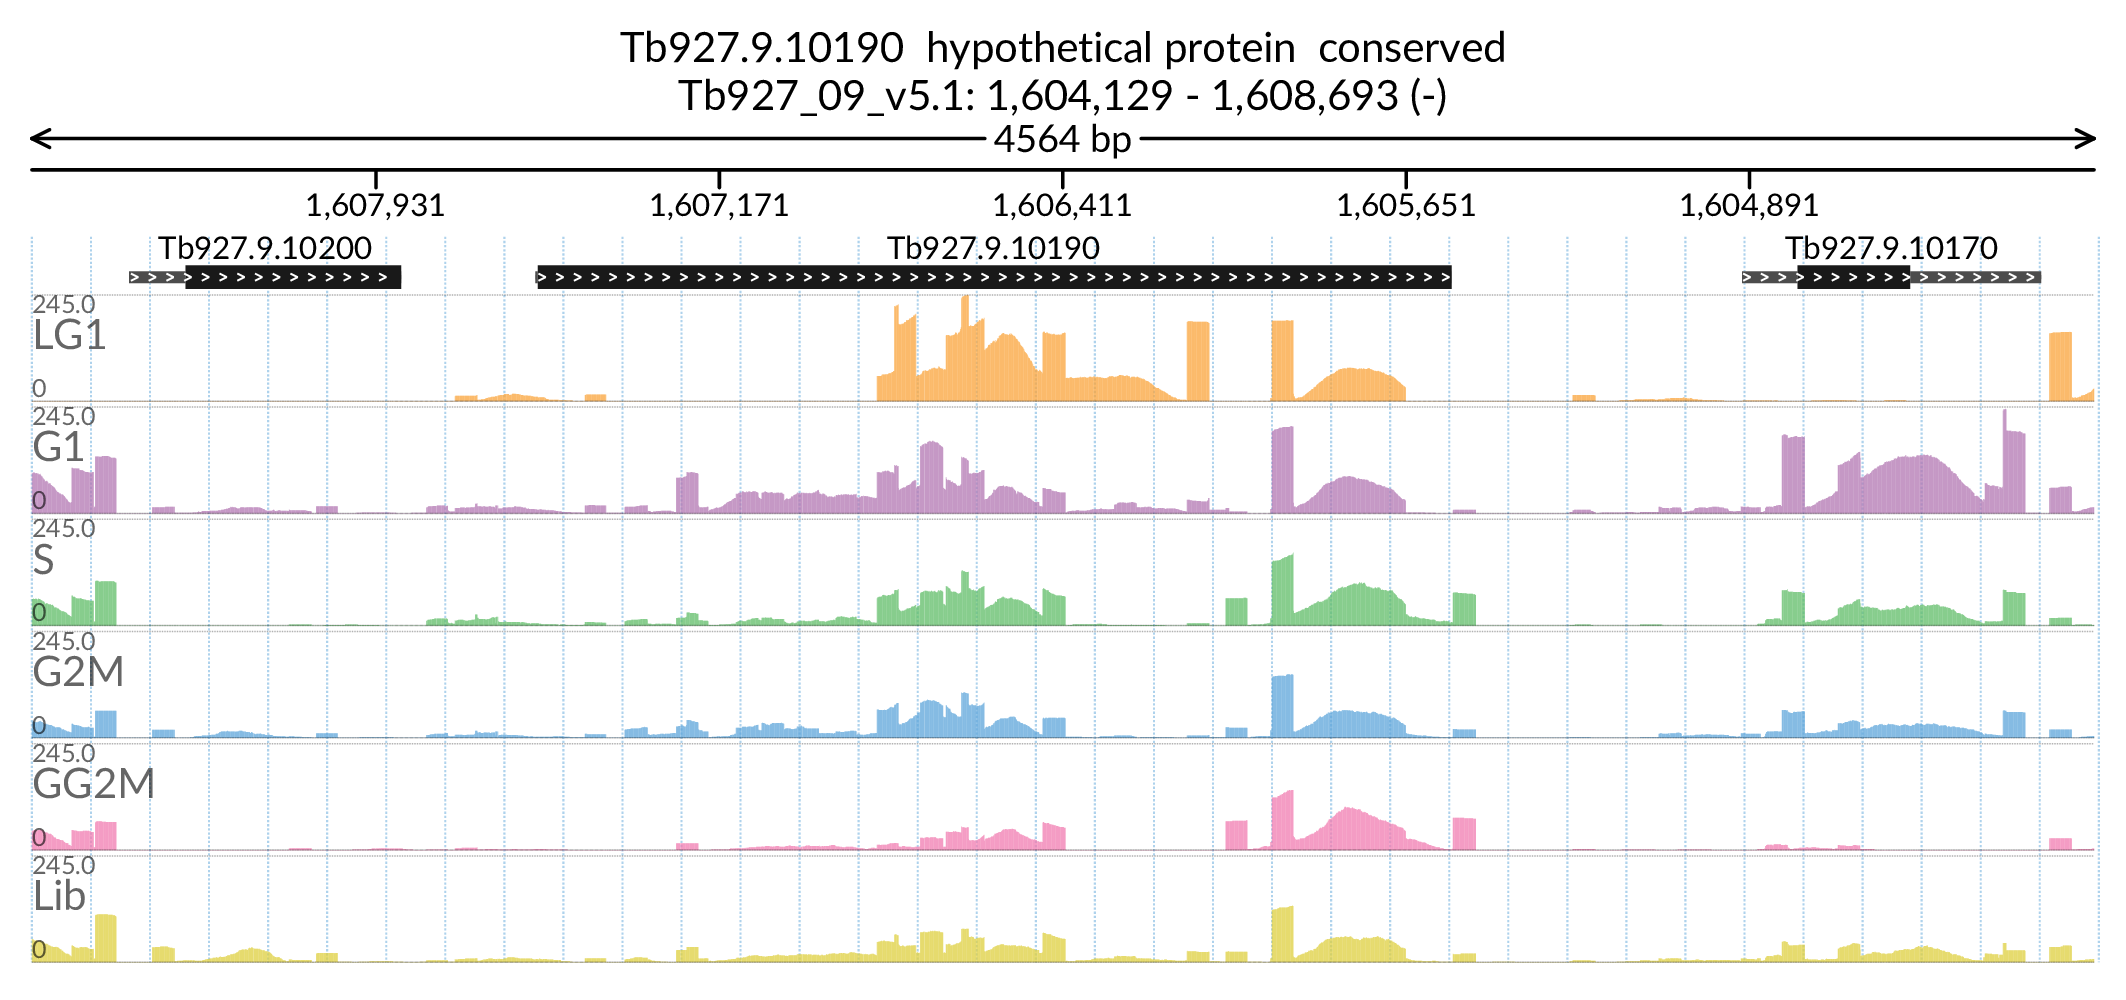 Tb927.9.10190 hypothetical protein conserved
Tb927_09_v5.1: 1,604,129 - 1,608,693 (-)
4564 bp
1,607,931 1,607,171 1,606,411 1,605,651 1,604,891
Tb927.9.10200 Tb927.9.10190 Tb927.9.10170
245.0
LG1
0
245.0
G1
0
245.0
S
0
245.0
G2M
0
245.0
GG2M
0
245.0
Lib
0